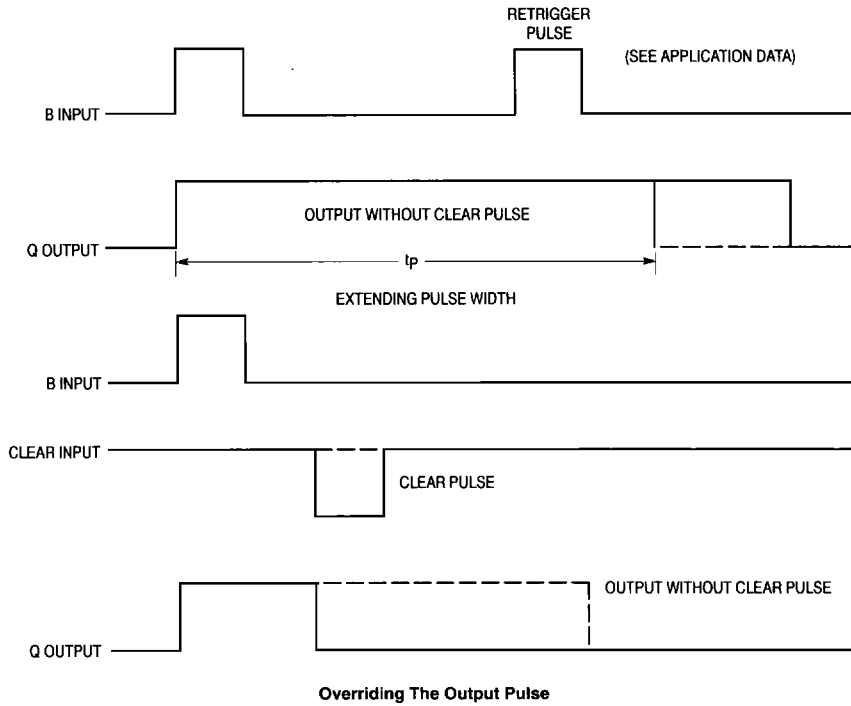 RETRIGGER
PULSE
(SEE APPLICATION DATA)
B INPUT
OUTPUT WITHOUT CLEAR PULSE
Q OUTPUT
tP
EXTENDING PULSE WIDTH
B INPUT
CLEAR INPUT
CLEAR PULSE
OUTPUT WITHOUT CLEAR PULSE
Q OUTPUT
Overriding The Output Pulse